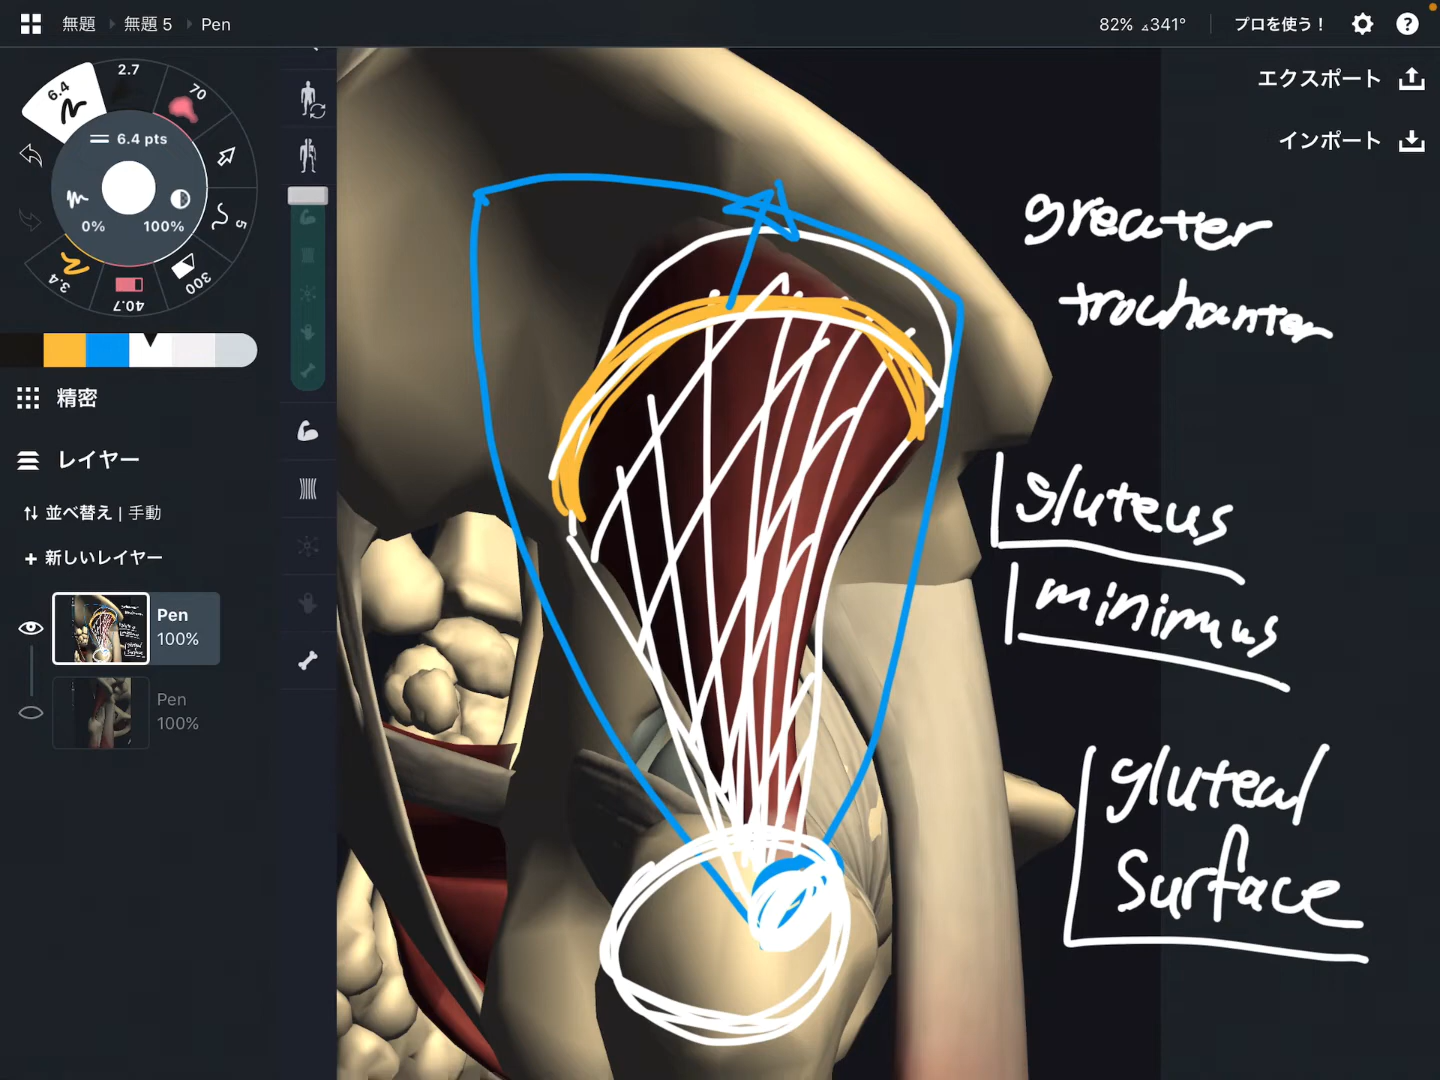 無題 無題 5 Pen
82% ⊿341°
プロを使う！
エクスポート
インポート
6.4
2.7
70
6.4 pts
0%
100%
5
300
40.7
3.4
精密
レイヤー
並べ替え | 手動
+ 新しいレイヤー
Pen
100%
Pen
100%
greater
trochanter
gluteus
minimus
gluteal
Surface